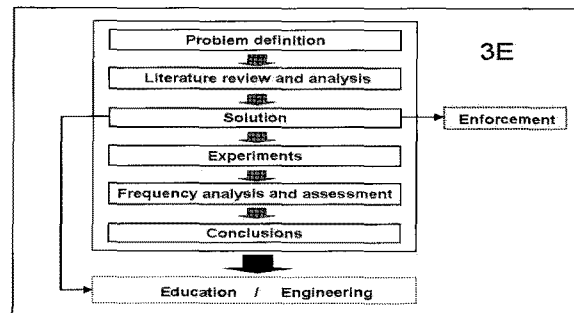 Problem definition
3E
Literature review and analysis
Solution
Enforcement
Experiments
Frequency analysis and assessment
Conclusions
Education / Engineering